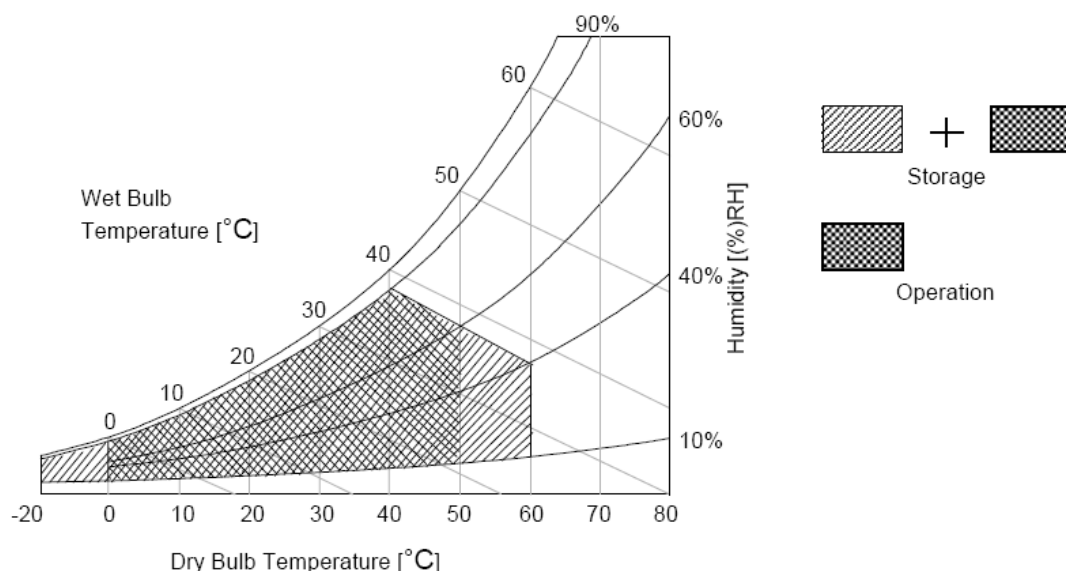 90%
60
60%
50
Storage
Wet Bulb
Temperature [°C]
40
40%
Humidity [(%)RH]
30
Operation
20
10
0
10%
-20 0 10 20 30 40 50 60 70 80
Dry Bulb Temperature [°C]